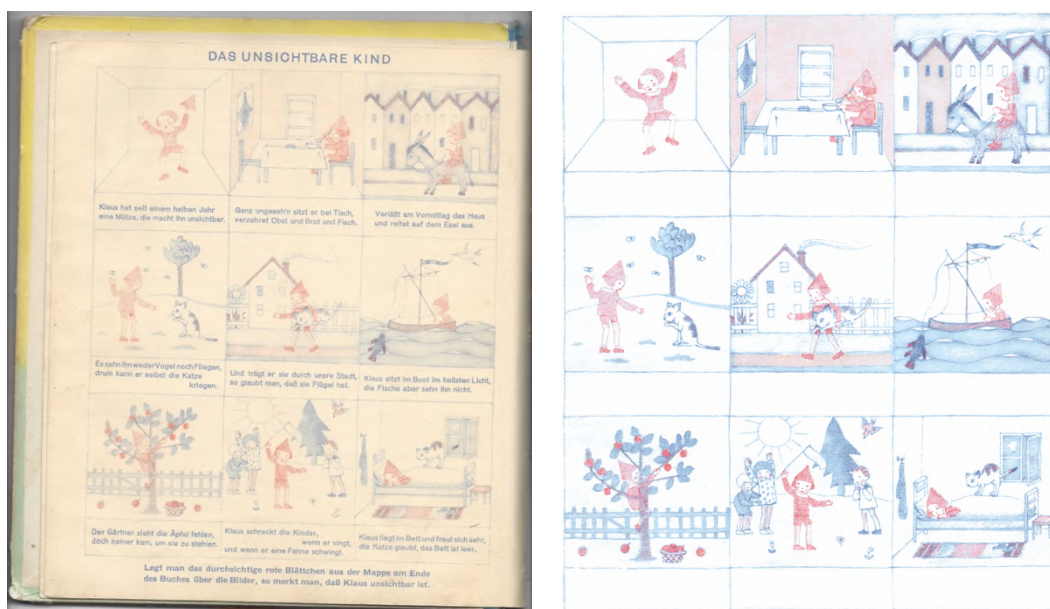 DAS UNSICHTBARE KIND
Klaus hat seit einem halben Jahr
eine Mütze, die macht ihn unsichtbar.
Ganz ungeseh'n sitzt er bei Tisch,
verzehret Obst und Brot und Fisch.
Verläßt am Vormittag das Haus
und reitet auf dem Esel aus.
Es sehn ihn weder Vogel noch Fliegen,
drum kann er selbst die Katze
kriegen.
Und trägt er sie durch unsre Stadt,
so glaubt man, daß sie Flügel hat.
Klaus sitzt im Boot im hellsten Licht,
die Fische aber sehn ihn nicht.
Der Gärtner sieht die Äpfel fehlen,
doch keiner kam, um sie zu stehlen.
Klaus schreckt die Kinder,
wenn er singt,
und wenn er eine Fahne schwingt.
Klaus liegt im Bett und freut sich sehr,
die Katze glaubt, das Bett ist leer.
Legt man das durchsichtige rote Blättchen aus der Mappe am Ende
des Buches über die Bilder, so merkt man, daß Klaus unsichtbar ist.